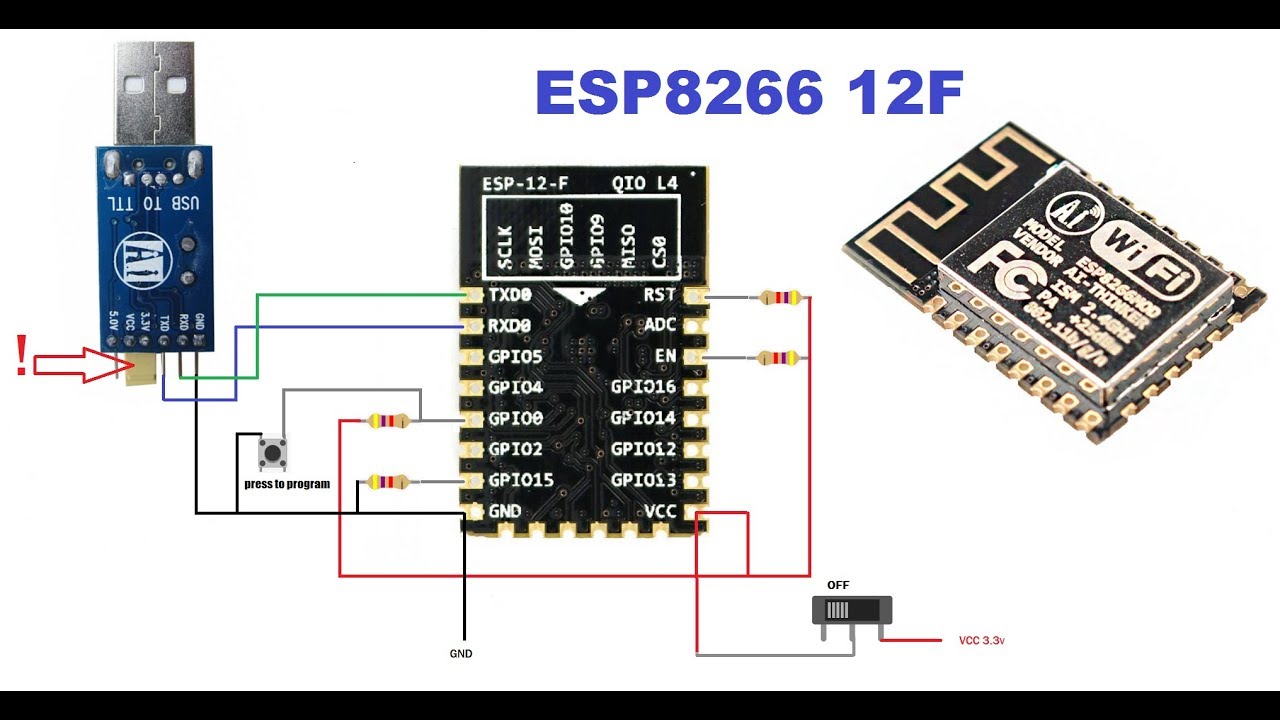 ESP8266 12F
USB TO TTL
Ai
5.0V
VCC
3.3V
TXD
RXD
GND
!
ESP-12-F QIO L4
SCLK
MOSI
GPIO10
GPIO9
MISO
CS0
TXD0
RXD0
GPIO5
GPIO4
GPIO0
GPIO2
GPIO15
GND
RST
ADC
EN
GPIO16
GPIO14
GPIO12
GPIO13
VCC
press to program
GND
OFF
VCC 3.3v
Ai
WiFi
MODEL
VENDOR
ESP8266MOD
AI-THINKER
FC
ISM 2.4GHz
PA +25dBm
802.11b/g/n